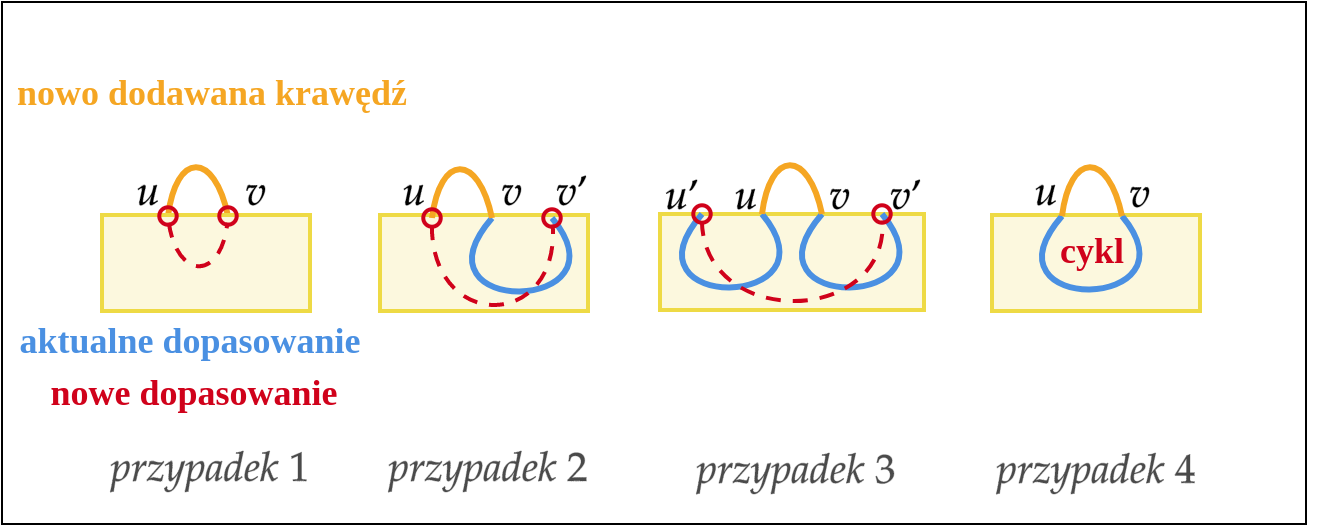 nowo dodawana krawędź
u v
u v v′
u′ u v v′
u v
cykl
aktualne dopasowanie
nowe dopasowanie
przypadek 1
przypadek 2
przypadek 3
przypadek 4